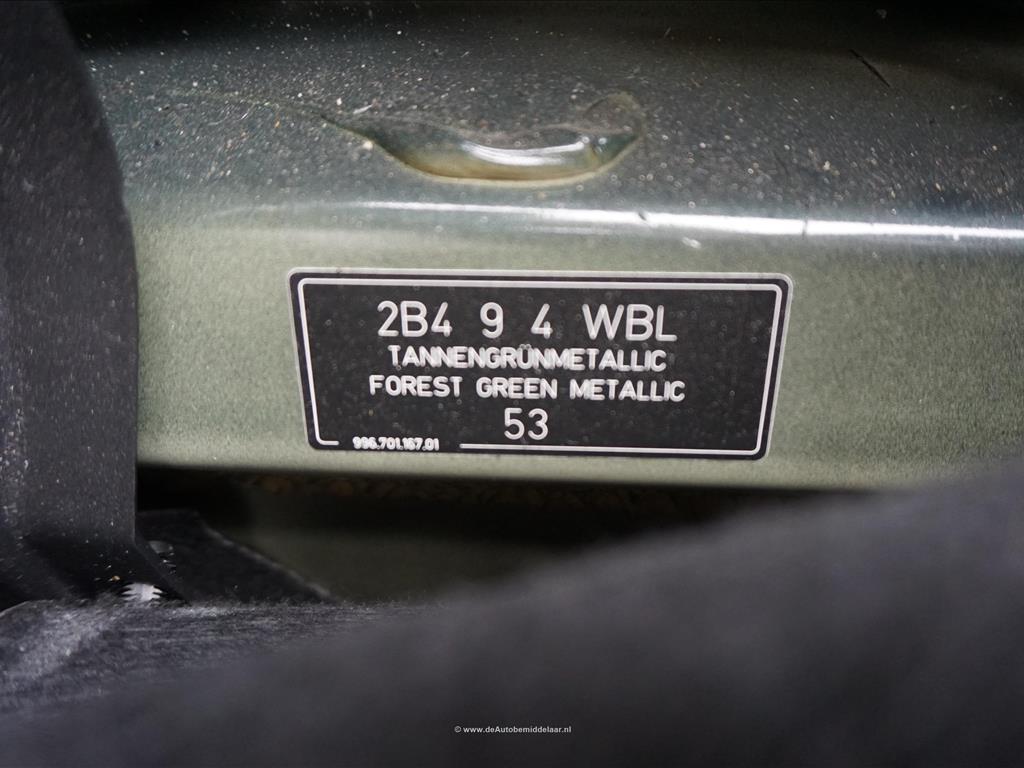 2B4 9 4 WBL
TANNENGRÜNMETALLIC
FOREST GREEN METALLIC
53
996.701.167.01
© www.deAutobemiddelaar.nl